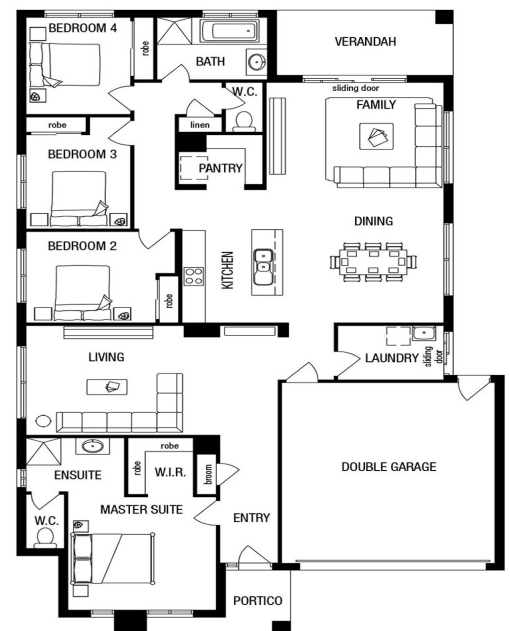 BEDROOM 4
robe
BATH
VERANDAH
sliding door
W.C.
FAMILY
robe
linen
BEDROOM 3
PANTRY
DINING
BEDROOM 2
KITCHEN
robe
LIVING
LAUNDRY
sliding
door
robe
ENSUITE
robe
W.I.R.
broom
DOUBLE GARAGE
W.C.
MASTER SUITE
ENTRY
PORTICO